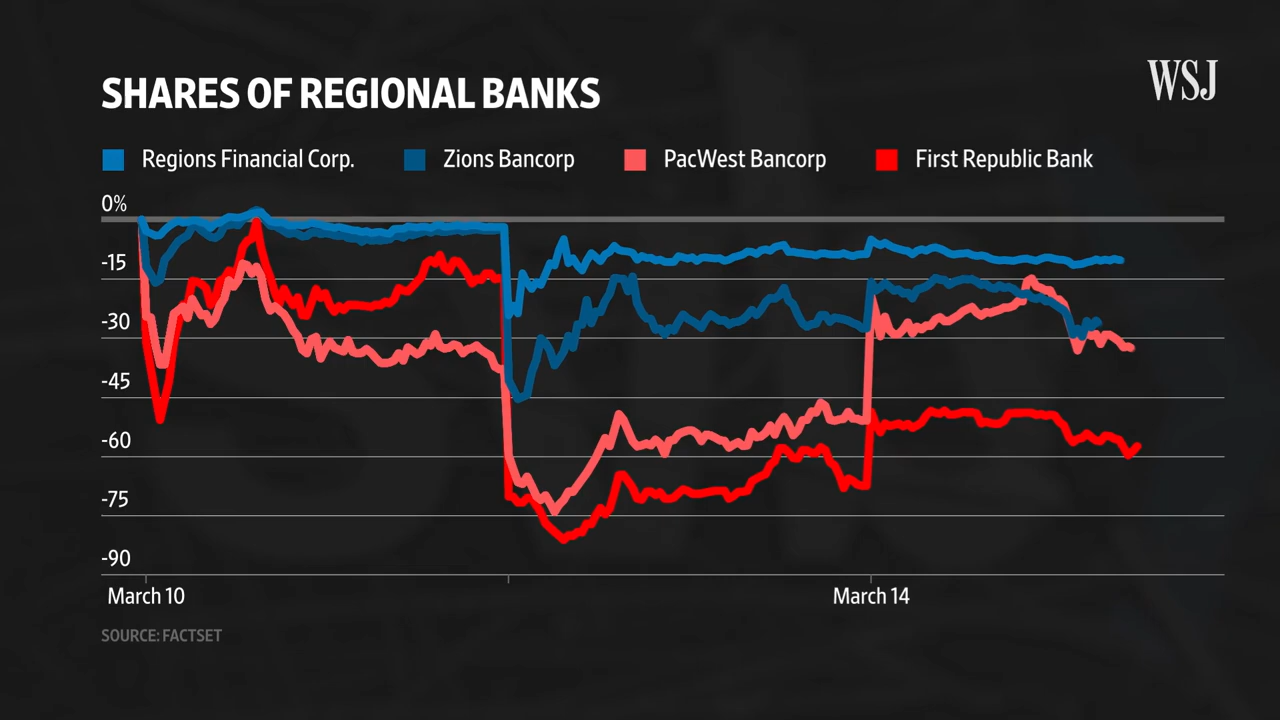 SHARES OF REGIONAL BANKS
WSJ
Regions Financial Corp. Zions Bancorp PacWest Bancorp First Republic Bank
0%
-15
-30
-45
-60
-75
-90
March 10 March 14
SOURCE: FACTSET